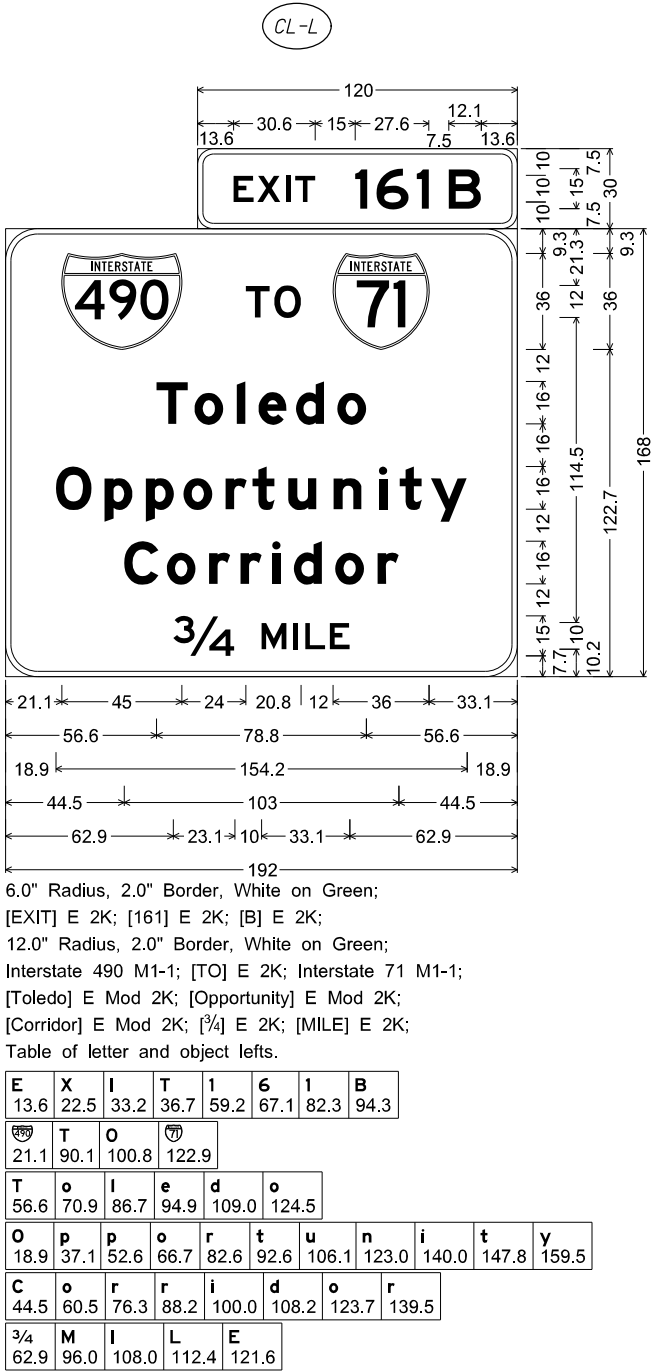 CL-L
120
13.6 30.6 15 27.6 7.5 12.1 13.6
EXIT 161B
10 10 10
7.5 15 7.5
30
INTERSTATE
490
TO
INTERSTATE
71
Toledo
Opportunity
Corridor
3/4 MILE
9.3 36 12 16 16 16 12 16 12 15 7.7
21.3 12 114.5 10 10.2
9.3 36 122.7
168
21.1 45 24 20.8 12 36 33.1
56.6 78.8 56.6
18.9 154.2 18.9
44.5 103 44.5
62.9 23.1 10 33.1 62.9
192
6.0" Radius, 2.0" Border, White on Green;
[EXIT] E 2K; [161] E 2K; [B] E 2K;
12.0" Radius, 2.0" Border, White on Green;
Interstate 490 M1-1; [TO] E 2K; Interstate 71 M1-1;
[Toledo] E Mod 2K; [Opportunity] E Mod 2K;
[Corridor] E Mod 2K; [3/4] E 2K; [MILE] E 2K;
Table of letter and object lefts.
E X I T 1 6 1 B
13.6 22.5 33.2 36.7 59.2 67.1 82.3 94.3
490 T O 71
21.1 90.1 100.8 122.9
T o l e d o
56.6 70.9 86.7 94.9 109.0 124.5
O p p o r t u n i t y
18.9 37.1 52.6 66.7 82.6 92.6 106.1 123.0 140.0 147.8 159.5
C o r r i d o r
44.5 60.5 76.3 88.2 100.0 108.2 123.7 139.5
3/4 M I L E
62.9 96.0 108.0 112.4 121.6